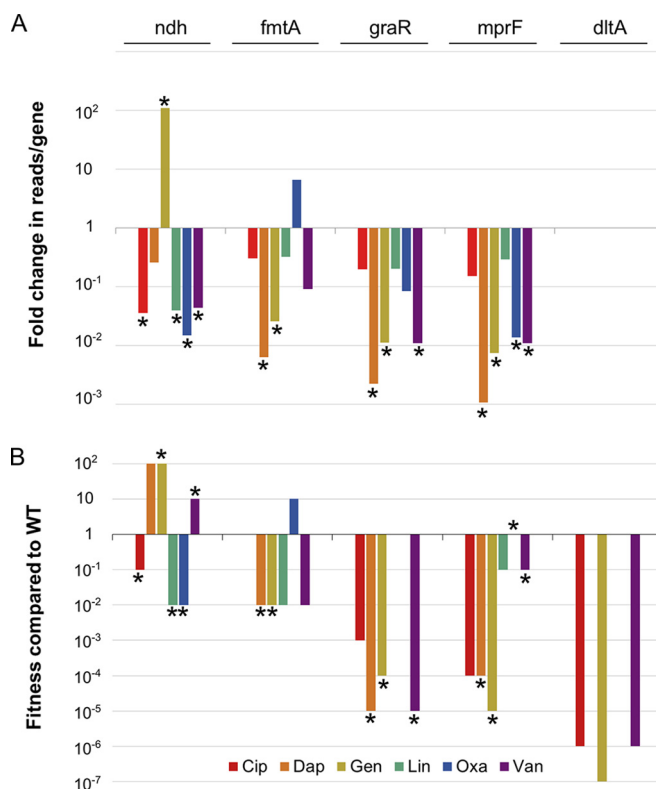 A
ndh fmtA graR mprF dltA
Fold change in reads/gene
10²
10
1
10⁻¹
10⁻²
10⁻³
* * * * *
* *
* * *
* * * *
B
Fitness compared to WT
10²
10
1
10⁻¹
10⁻²
10⁻³
10⁻⁴
10⁻⁵
10⁻⁶
10⁻⁷
* * ** *
**
* * *
* * * *
Cip Dap Gen Lin Oxa Van